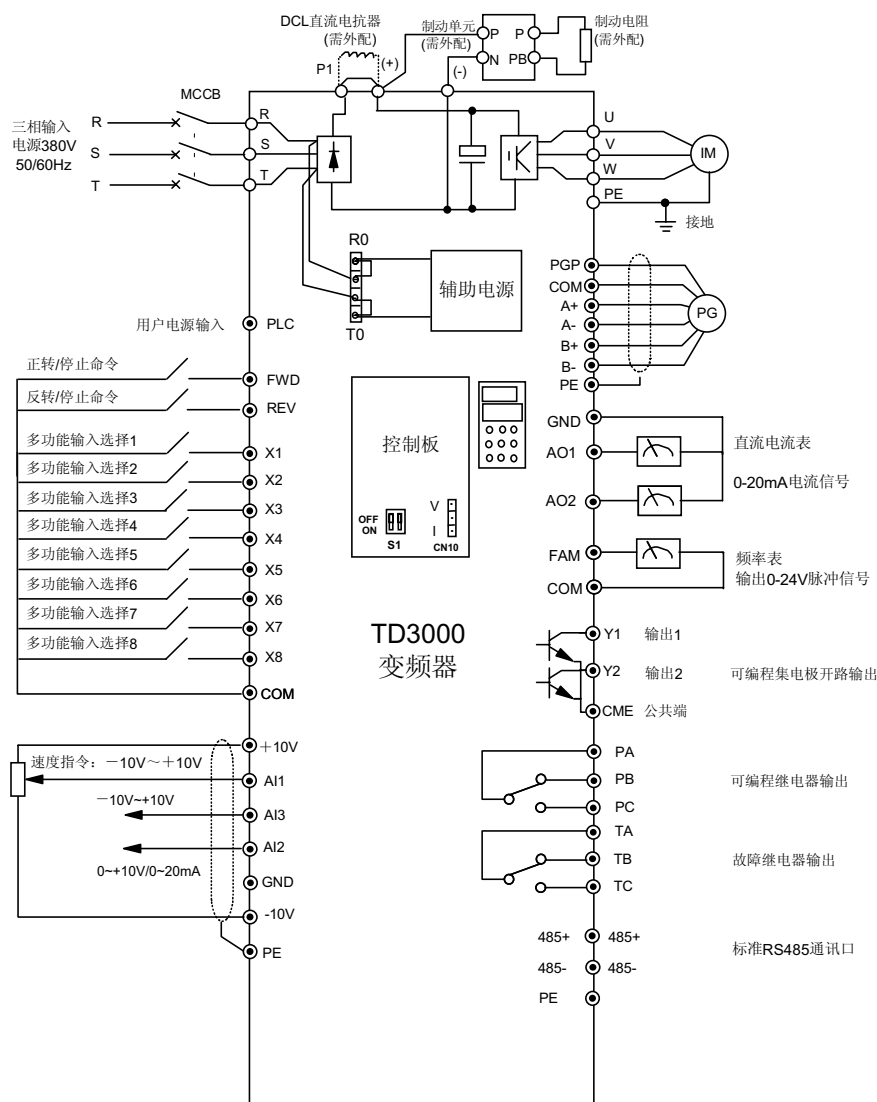 DCL直流电抗器
(需外配)
P1
(+)
制动单元
(需外配)
(-)
P
P
N
PB
制动电阻
(需外配)
MCCB
三相输入
电源380V
50/60Hz
R
S
T
R
S
T
U
V
W
PE
IM
接地
R0
T0
辅助电源
PGP
COM
A+
A-
B+
B-
PE
PG
用户电源输入
PLC
正转/停止命令
FWD
反转/停止命令
REV
多功能输入选择1
X1
多功能输入选择2
X2
多功能输入选择3
X3
多功能输入选择4
X4
多功能输入选择5
X5
多功能输入选择6
X6
多功能输入选择7
X7
多功能输入选择8
X8
COM
控制板
OFF
ON
S1
V
I
CN10
GND
AO1
AO2
直流电流表
0-20mA电流信号
FAM
COM
频率表
输出0-24V脉冲信号
TD3000
变频器
Y1
输出1
Y2
输出2
可编程集电极开路输出
CME
公共端
+10V
速度指令：-10V～+10V
AI1
-10V~+10V
AI3
AI2
0~+10V/0~20mA
GND
-10V
PE
PA
PB
可编程继电器输出
PC
TA
TB
故障继电器输出
TC
485+
485+
标准RS485通讯口
485-
485-
PE